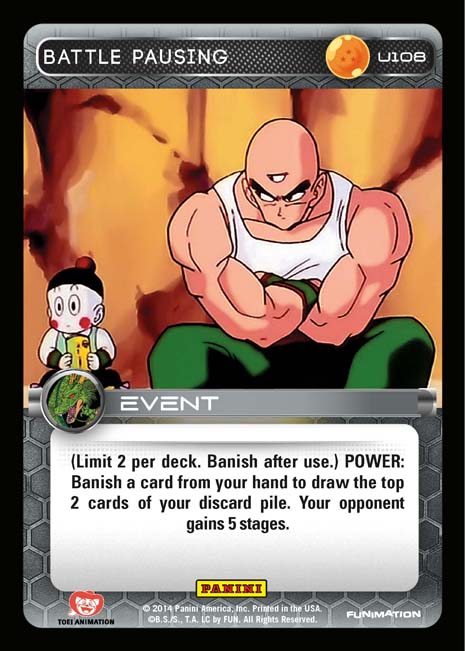 BATTLE PAUSING
U108
EVENT
(Limit 2 per deck. Banish after use.) POWER:
Banish a card from your hand to draw the top
2 cards of your discard pile. Your opponent
gains 5 stages.
PANINI
© 2014 Panini America, Inc. Printed in the USA.
©B.S./S., T.A. LC by FUN. All Rights Reserved.
TOEI ANIMATION
FUNIMATION